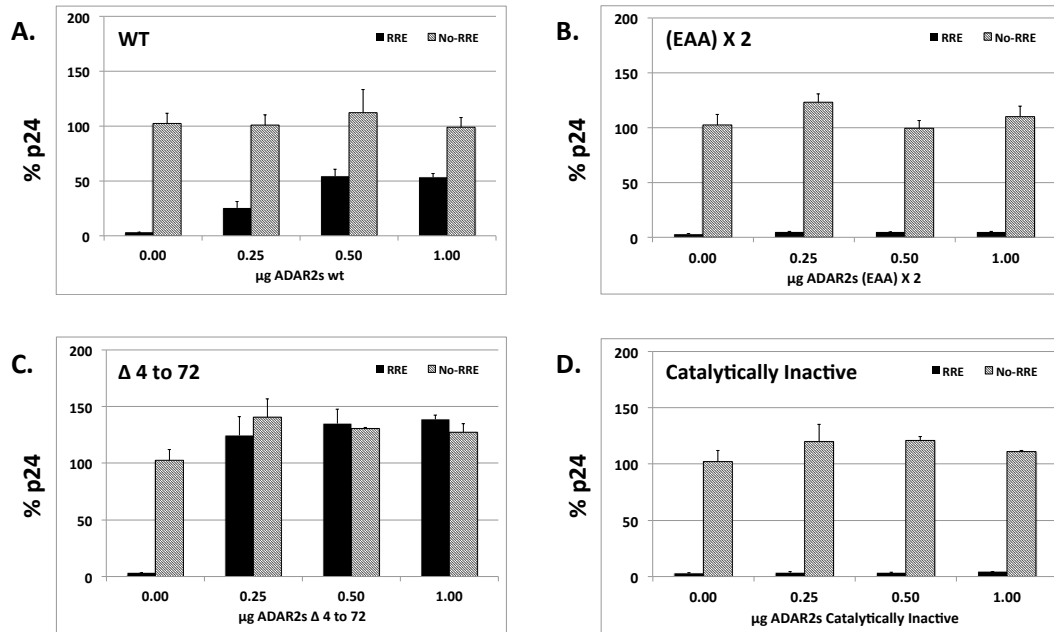 A.
WT
RRE No-RRE
200
150
100
50
0
% p24
0.00 0.25 0.50 1.00
µg ADAR2s wt
B.
(EAA) X 2
RRE No-RRE
200
150
100
50
0
% p24
0.00 0.25 0.50 1.00
µg ADAR2s (EAA) X 2
C.
Δ 4 to 72
RRE No-RRE
200
150
100
50
0
% p24
0.00 0.25 0.50 1.00
µg ADAR2s Δ 4 to 72
D.
Catalytically Inactive
RRE No-RRE
200
150
100
50
0
% p24
0.00 0.25 0.50 1.00
µg ADAR2s Catalytically Inactive